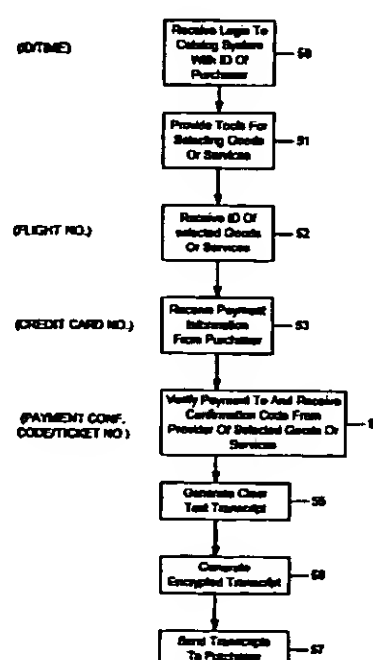 (ID/TIME)
Receive Login To
Catalog System
With ID Of
Purchaser
S0
Provide Tools For
Selecting Goods
Or Services
S1
(FLIGHT NO.)
Receive ID Of
selected Goods
Or Services
S2
(CREDIT CARD NO.)
Receive Payment
Information
From Purchaser
S3
(PAYMENT CONF.
CODE/TICKET NO.)
Verify Payment To And Receive
Confirmation Code From
Provider Of Selected Goods Or
Services
Generate Clear
Text Transcript
S5
Generate
Encrypted Transcript
S6
Send Transcripts
To Purchaser
S7